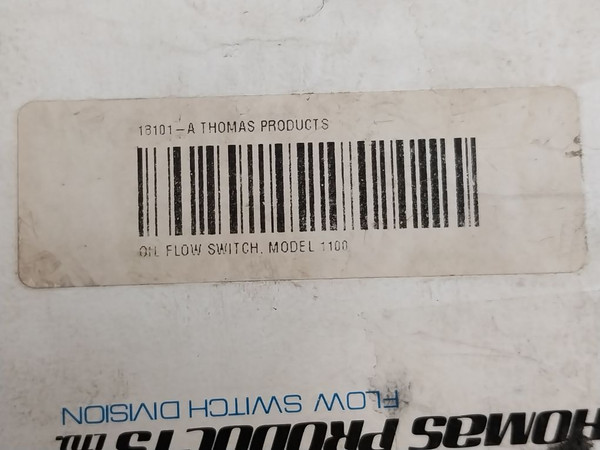 18101-A THOMAS PRODUCTS
OIL FLOW SWITCH, MODEL 1100
FLOW SWITCH DIVISION
THOMAS PRODUCTS Ltd.